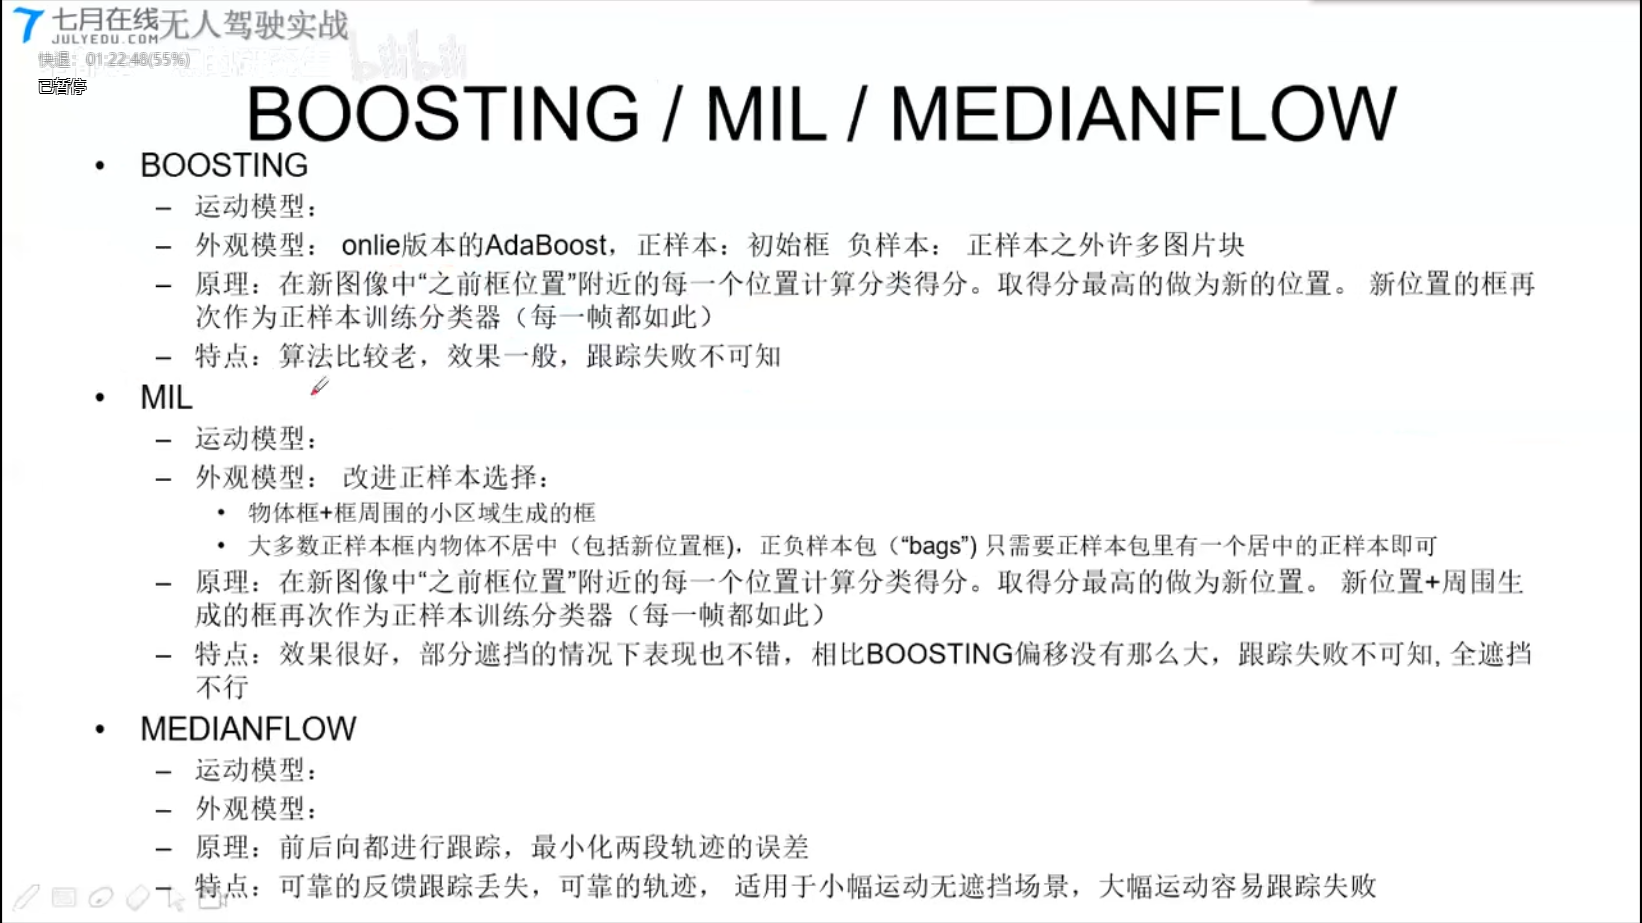 七月在线无人驾驶实战
JULYEDU.COM
快退：01:22:48(55%)
bilibili
已暂停
BOOSTING / MIL / MEDIANFLOW
• BOOSTING
– 运动模型：
– 外观模型： onlie版本的AdaBoost，正样本：初始框 负样本： 正样本之外许多图片块
– 原理：在新图像中“之前框位置”附近的每一个位置计算分类得分。取得分最高的做为新的位置。 新位置的框再
次作为正样本训练分类器（每一帧都如此）
– 特点：算法比较老，效果一般，跟踪失败不可知
• MIL
– 运动模型：
– 外观模型： 改进正样本选择：
• 物体框+框周围的小区域生成的框
• 大多数正样本框内物体不居中（包括新位置框)，正负样本包（“bags”) 只需要正样本包里有一个居中的正样本即可
– 原理：在新图像中“之前框位置”附近的每一个位置计算分类得分。取得分最高的做为新位置。 新位置+周围生
成的框再次作为正样本训练分类器（每一帧都如此）
– 特点：效果很好，部分遮挡的情况下表现也不错，相比BOOSTING偏移没有那么大，跟踪失败不可知, 全遮挡
不行
• MEDIANFLOW
– 运动模型：
– 外观模型：
– 原理：前后向都进行跟踪，最小化两段轨迹的误差
– 特点：可靠的反馈跟踪丢失，可靠的轨迹， 适用于小幅运动无遮挡场景，大幅运动容易跟踪失败